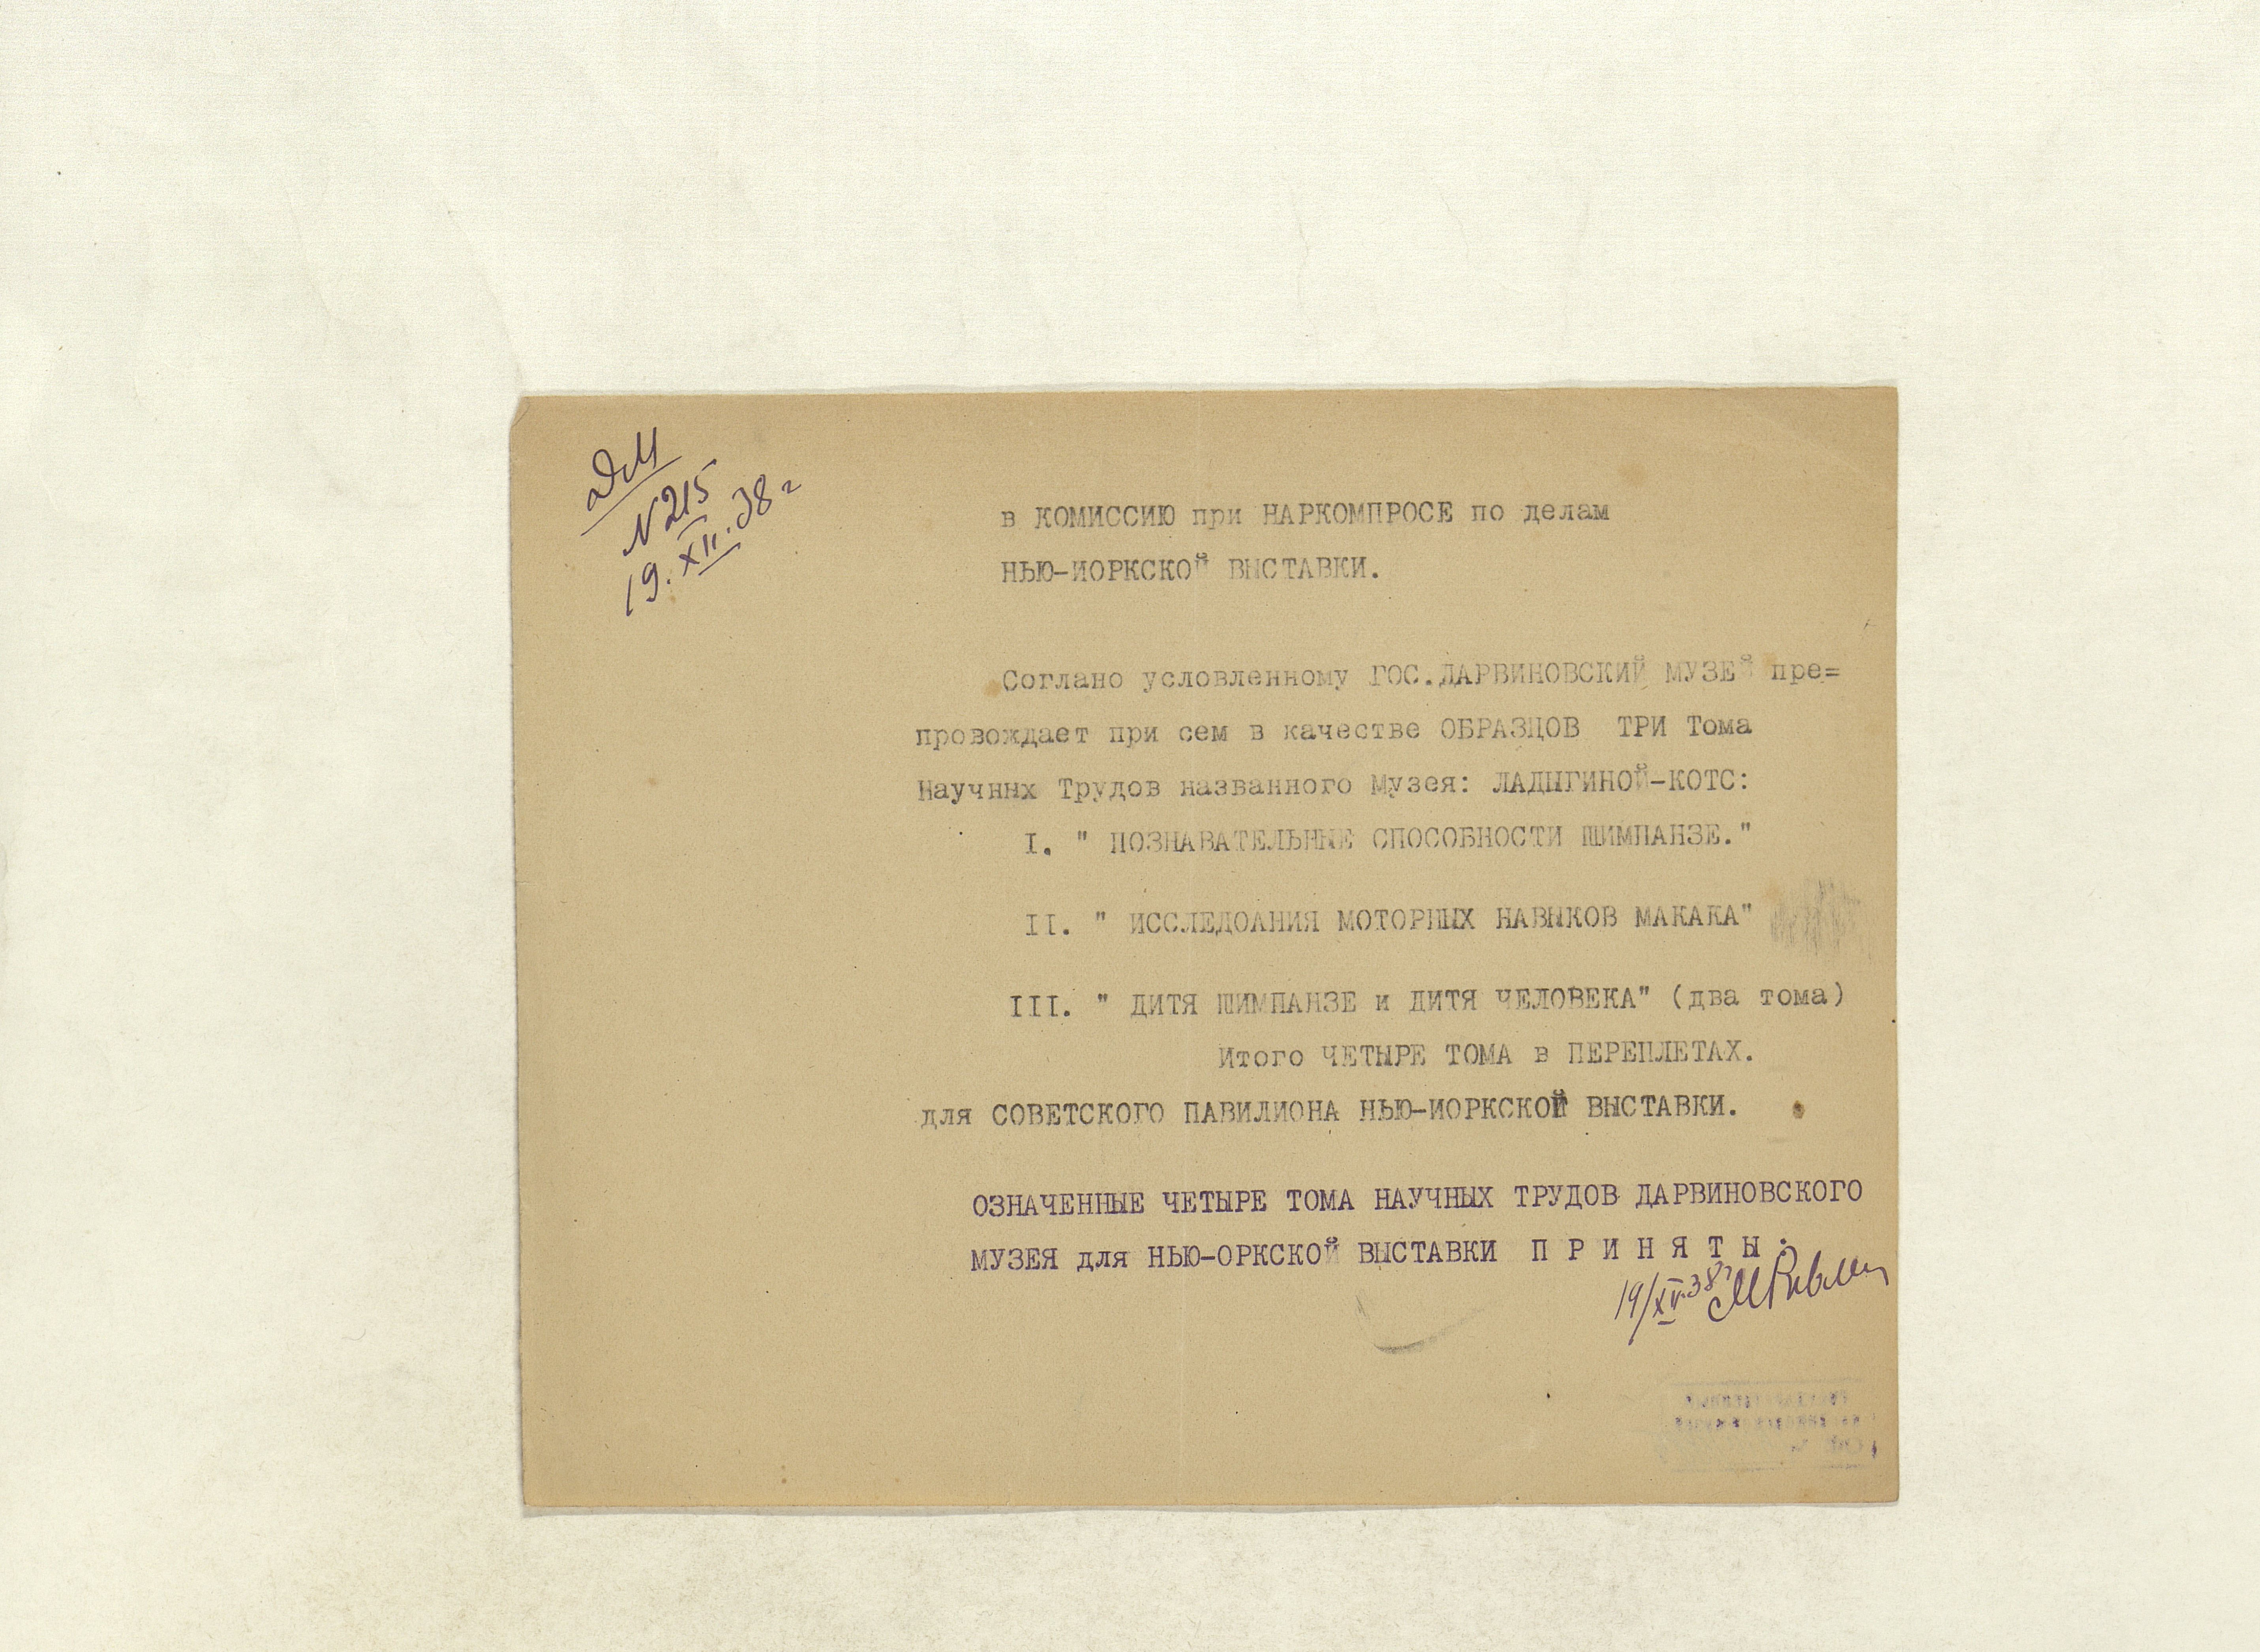 ДМ
N 215
19.XII.38 г
в КОМИССИЮ при НАРКОМПРОСЕ по делам
НЬЮ-ИОРКСКОЙ ВЫСТАВКИ.
Соглано условленному ГОС.ДАРВИНОВСКИЙ МУЗЕЙ пре=
провождает при сем в качестве ОБРАЗЦОВ ТРИ Тома
Научных Трудов названного Музея: ЛАДЫГИНОЙ-КОТС:
I. " ПОЗНАВАТЕЛЬНЫЕ СПОСОБНОСТИ ШИМПАНЗЕ."
II. " ИССЛЕДОАНИЯ МОТОРНЫХ НАВЫКОВ МАКАКА"
III. " ДИТЯ ШИМПАНЗЕ и ДИТЯ ЧЕЛОВЕКА" (два тома)
Итого ЧЕТЫРЕ ТОМА в ПЕРЕПЛЕТАХ.
для СОВЕТСКОГО ПАВИЛИОНА НЬЮ-ИОРКСКОЙ ВЫСТАВКИ.
ОЗНАЧЕННЫЕ ЧЕТЫРЕ ТОМА НАУЧНЫХ ТРУДОВ ДАРВИНОВСКОГО
МУЗЕЯ для НЬЮ-ОРКСКОЙ ВЫСТАВКИ П Р И Н Я Т Ы.
19/XII.38г